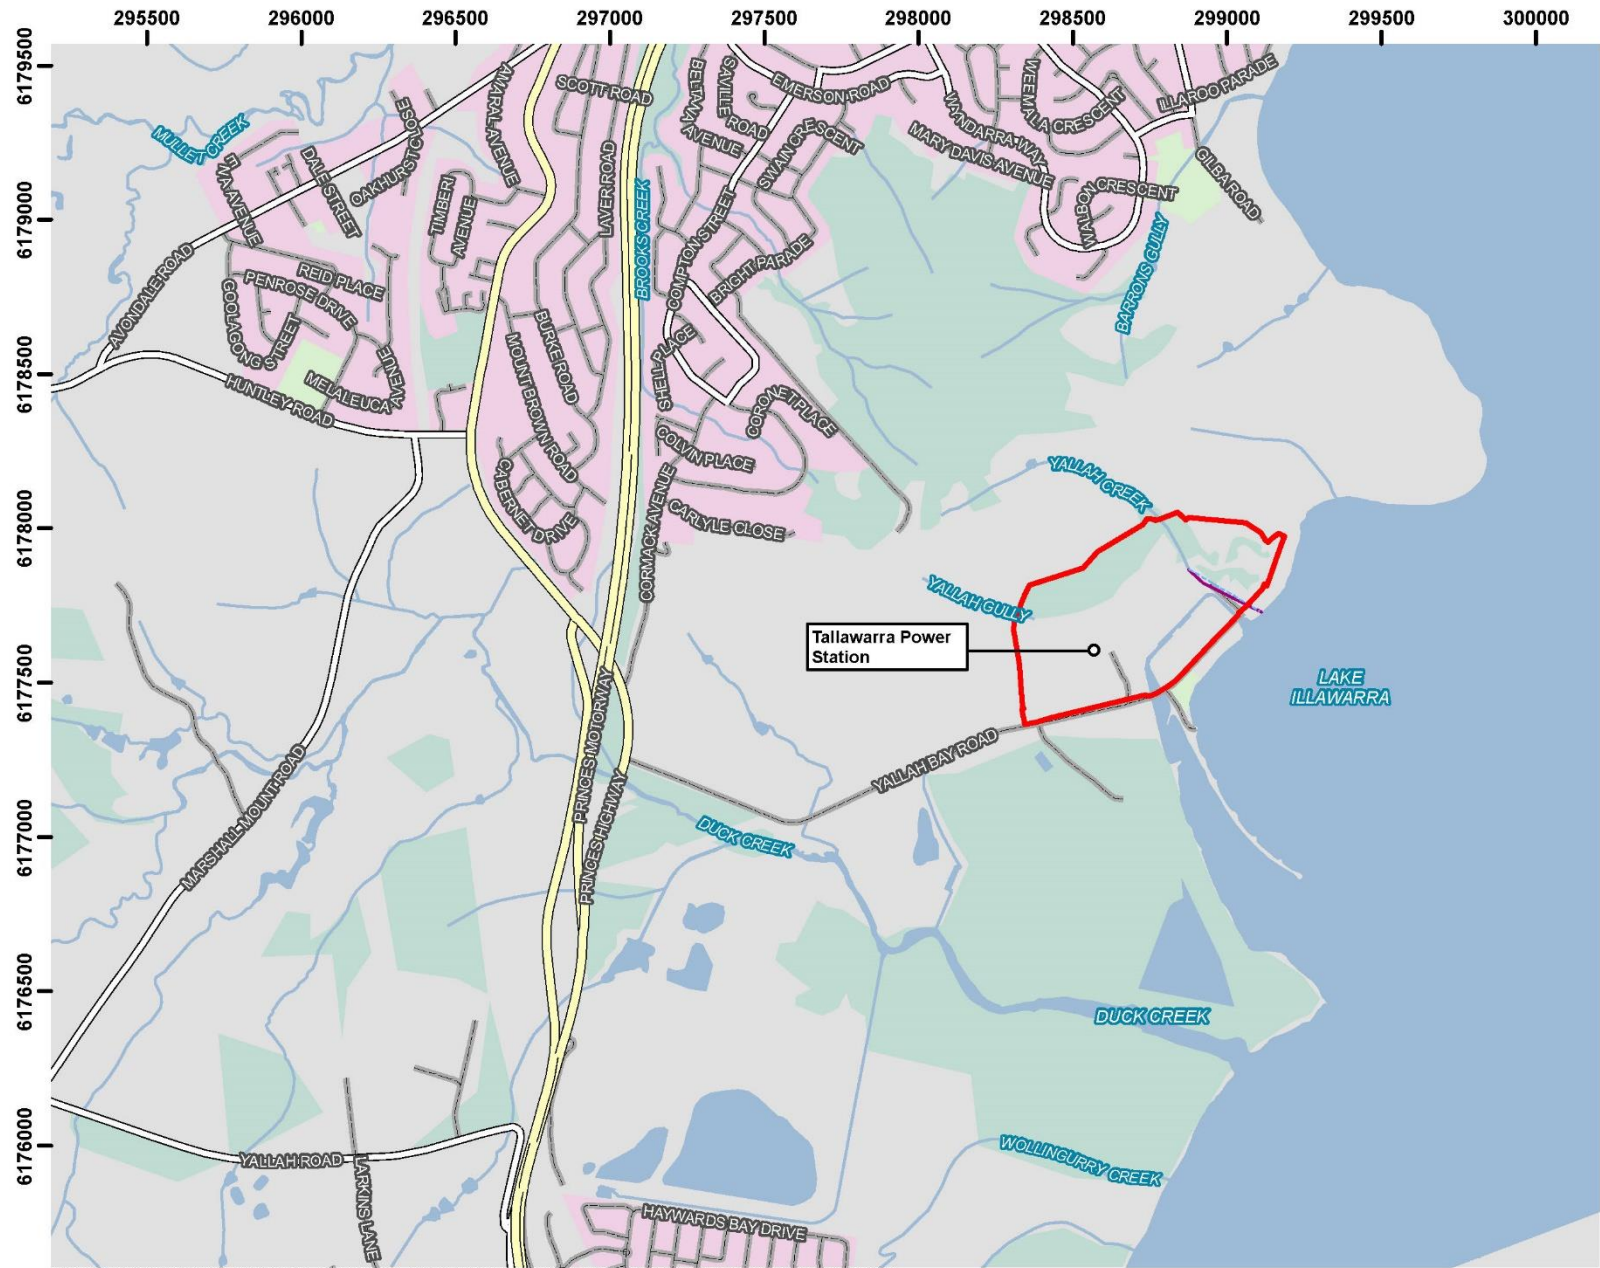 295500 296000 296500 297000 297500 298000 298500 299000 299500 300000
6179500
6179000
6178500
6178000
6177500
6177000
6176500
6176000
MULLET CREEK
DALE STREET
OAKHURST COURT
AMARAL AVENUE
SCOTT ROAD
BELTANA AVENUE
SAVILLE ROAD
EMERSON ROAD
SWAN CRESCENT
WANDARRA WAY
MARY DAVIS AVENUE
WEEMALA CRESCENT
ILLAROO PARADE
GILBA ROAD
WALBON CRESCENT
BARRONS GULLY
TIMBERI AVENUE
LAVER ROAD
BROOKS CREEK
COMPTON STREET
BRIGHT PARADE
AVONDALE ROAD
REID PLACE
PENROSE DRIVE
GOOLAGONG STREET
MELALEUCA AVENUE
HUNTLEY ROAD
BURKE ROAD
MOUNT BROWN ROAD
SHELL PLACE
CORONET PLACE
COLVIN PLACE
CABERNET DRIVE
CORMACK AVENUE
CARLYLE CLOSE
YALLAH CREEK
YALLAH GULLY
Tallawarra Power
Station
LAKE
ILLAWARRA
PRINCES MOTORWAY
PRINCES HIGHWAY
YALLAH BAY ROAD
MARSHALL MOUNT ROAD
DUCK CREEK
DUCK CREEK
WOLLINGURRY CREEK
YALLAH ROAD
LARKINS LANE
HAYWARDS BAY DRIVE